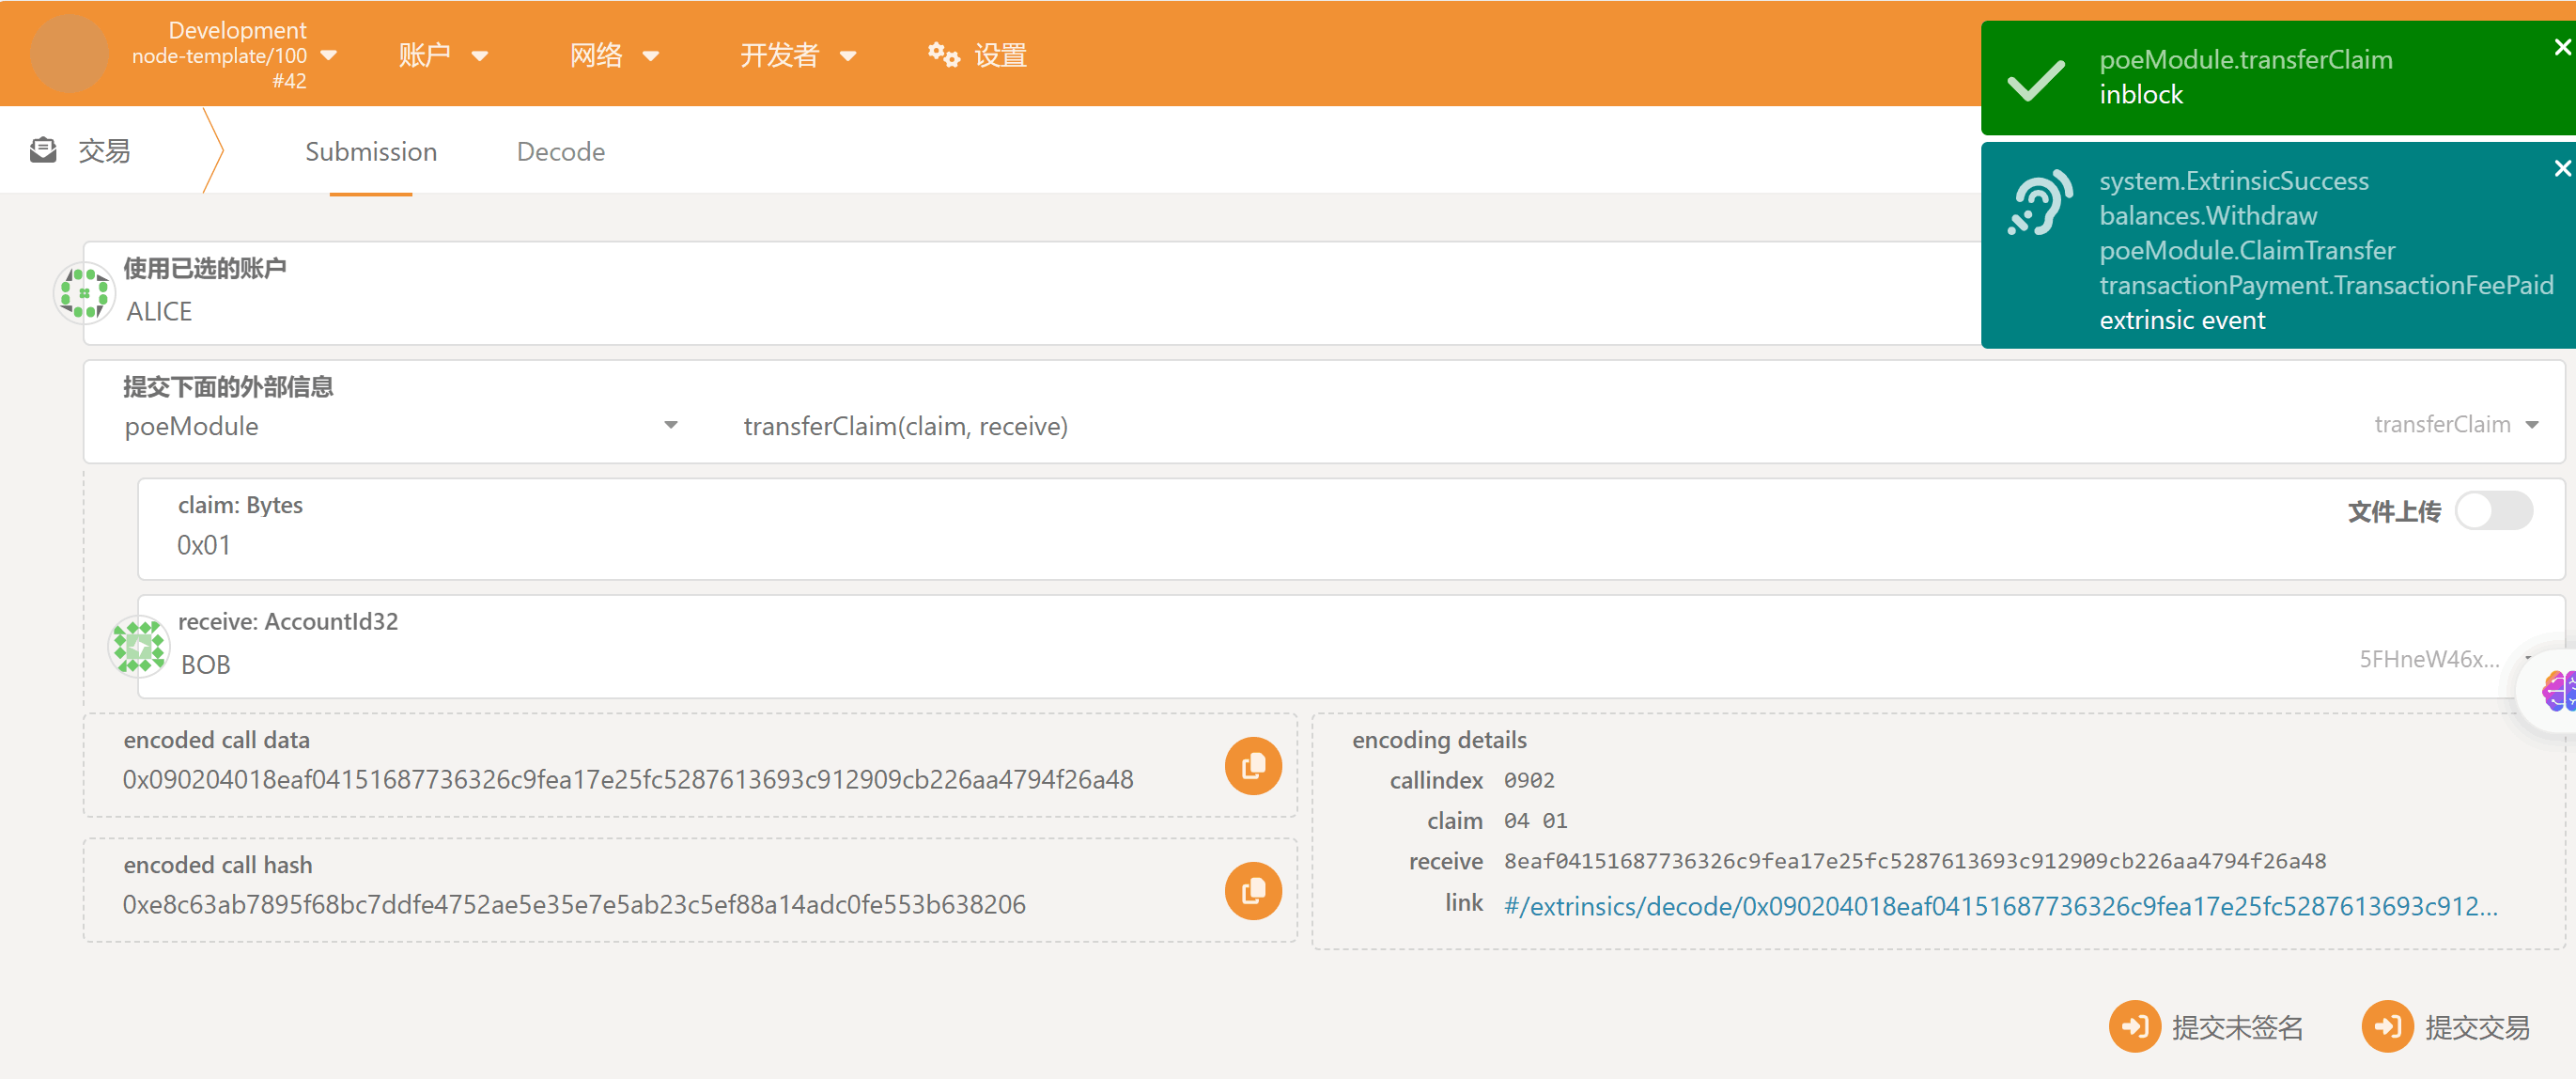 Development
node-template/100
#42
账户
网络
开发者
设置
poeModule.transferClaim
inblock
system.ExtrinsicSuccess
balances.Withdraw
poeModule.ClaimTransfer
transactionPayment.TransactionFeePaid
extrinsic event
交易
Submission
Decode
使用已选的账户
ALICE
提交下面的外部信息
poeModule
transferClaim(claim, receive)
transferClaim
claim: Bytes
0x01
文件上传
receive: AccountId32
BOB
5FHneW46x...
encoded call data
0x090204018eaf04151687736326c9fea17e25fc5287613693c912909cb226aa4794f26a48
encoded call hash
0xe8c63ab7895f68bc7ddfe4752ae5e35e7e5ab23c5ef88a14adc0fe553b638206
encoding details
callindex 0902
claim 04 01
receive 8eaf04151687736326c9fea17e25fc5287613693c912909cb226aa4794f26a48
link #/extrinsics/decode/0x090204018eaf04151687736326c9fea17e25fc5287613693c912...
提交未签名
提交交易